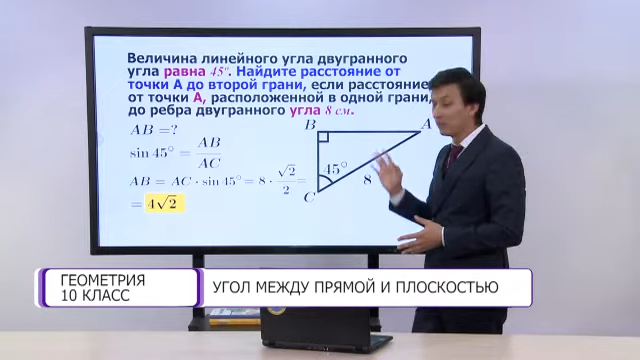 Величина линейного угла двугранного
угла равна 45°. Найдите расстояние от
точки А до второй грани, если расстояние
от точки А, расположенной в одной грани,
до ребра двугранного угла 8 см.
AB =?
sin 45° = AB/AC
AB = AC · sin 45° = 8 · √2/2 =
= 4√2
B
A
45°
8
C
ГЕОМЕТРИЯ
10 КЛАСС
УГОЛ МЕЖДУ ПРЯМОЙ И ПЛОСКОСТЬЮ